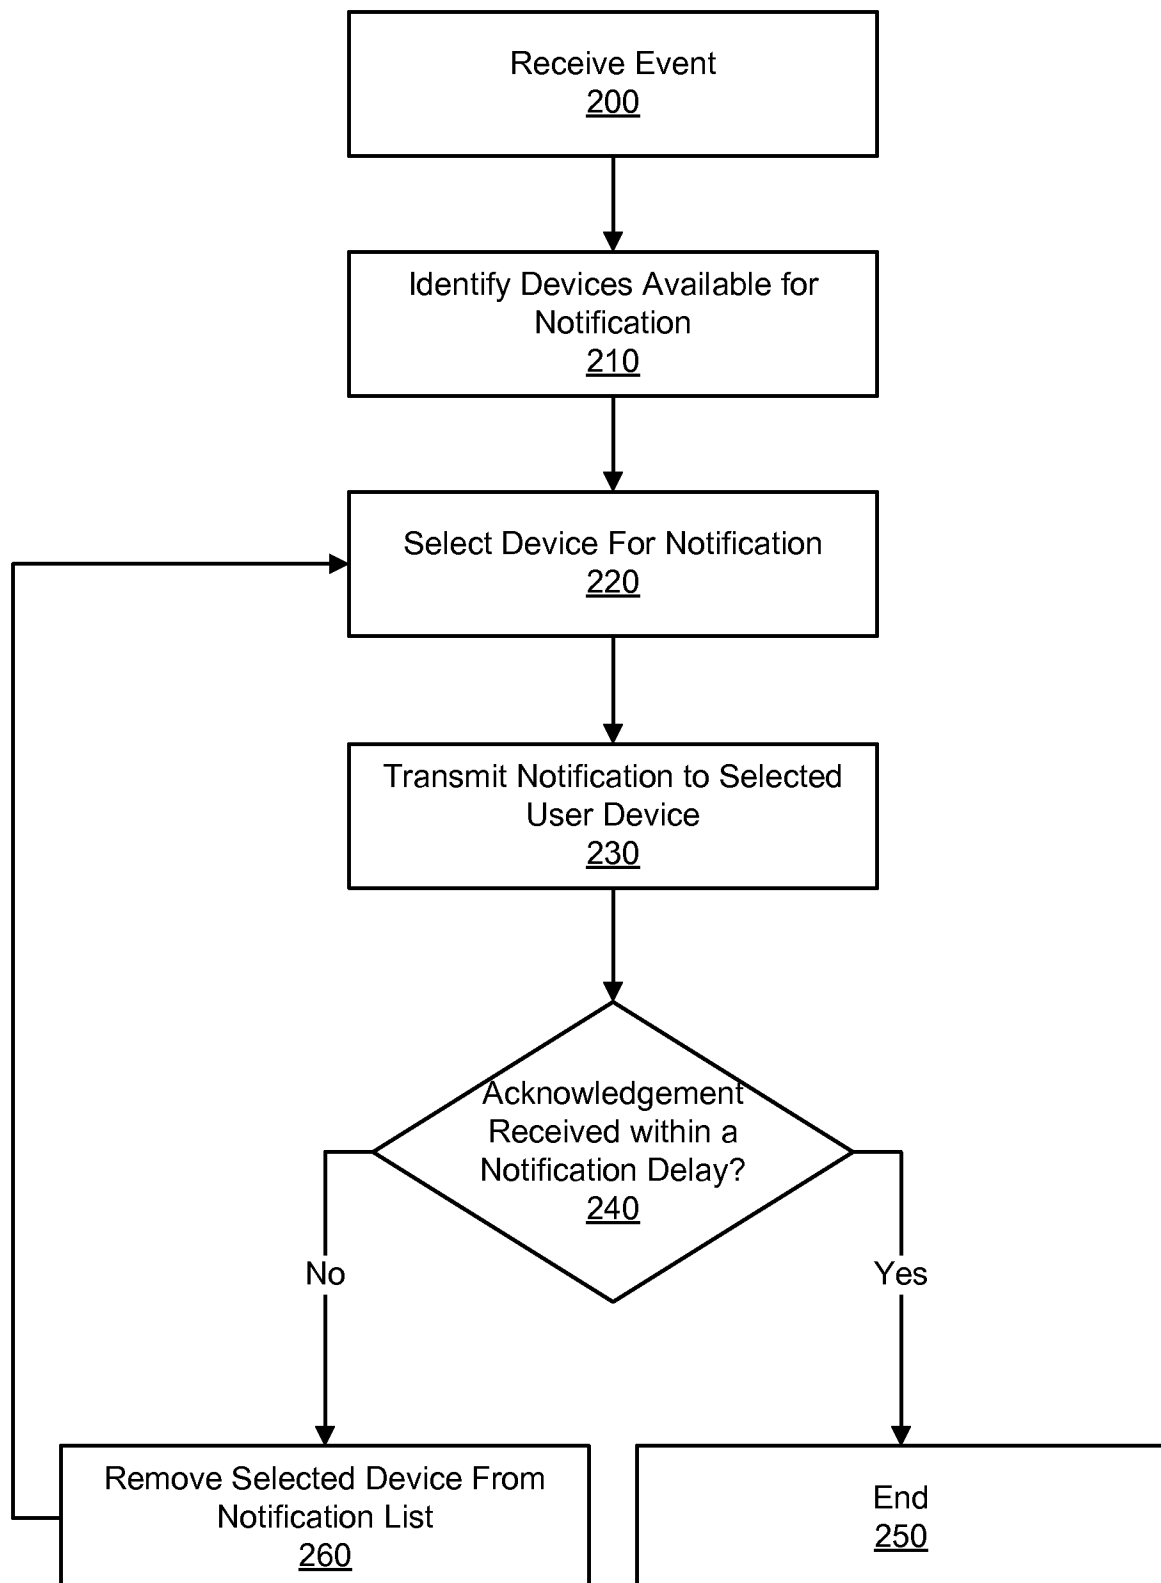 Receive Event
200
Identify Devices Available for
Notification
210
Select Device For Notification
220
Transmit Notification to Selected
User Device
230
Acknowledgement
Received within a
Notification Delay?
240
No
Yes
Remove Selected Device From
Notification List
260
End
250